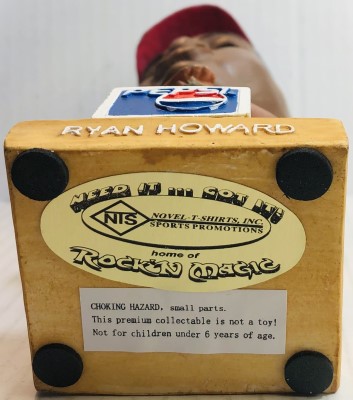 PEPSI
RYAN HOWARD
NEED IT!!! GOT IT!!
NTS
NOVEL-T-SHIRTS, INC.
SPORTS PROMOTIONS
home of
ROCK'N MAGIC
CHOKING HAZARD, small parts.
This premium collectable is not a toy!
Not for children under 6 years of age.